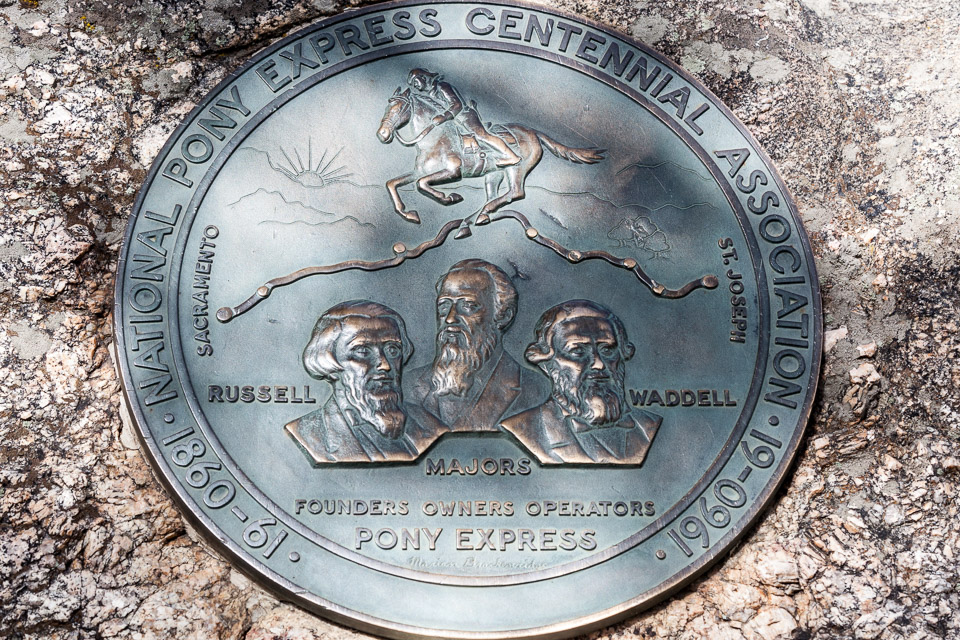 NATIONAL PONY EXPRESS CENTENNIAL ASSOCIATION
· 1860-61 ·
· 1960-61 ·
SACRAMENTO
ST. JOSEPH
RUSSELL
WADDELL
MAJORS
FOUNDERS OWNERS OPERATORS
PONY EXPRESS